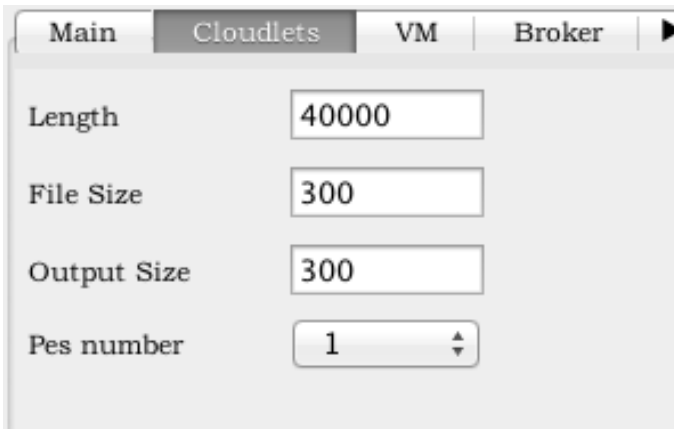 Main Cloudlets VM Broker
Length 40000
File Size 300
Output Size 300
Pes number 1